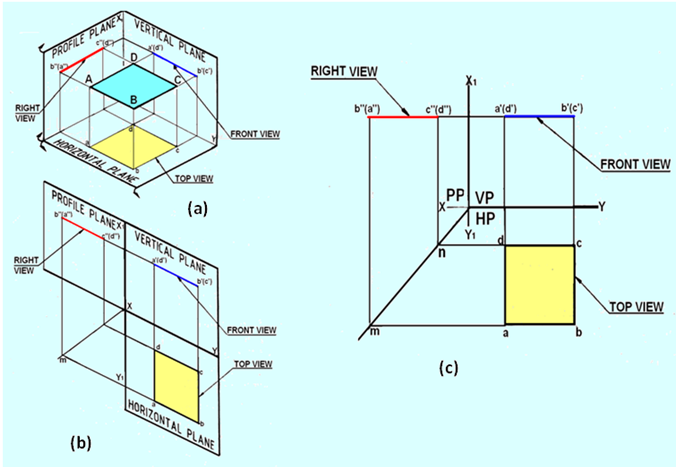 PROFILE PLANE
X₁
VERTICAL PLANE
c"(d")
a'(d')
b"(a")
D
b'(c')
A
C
B
RIGHT VIEW
d
FRONT VIEW
a
c
Y
b
HORIZONTAL PLANE
TOP VIEW
(a)
PROFILE PLANE
X₁
VERTICAL PLANE
b"(a")
c"(d")
a'(d')
b'(c')
RIGHT VIEW
X
FRONT VIEW
Y
d
TOP VIEW
m
c
Y₁
a
b
HORIZONTAL PLANE
(b)
RIGHT VIEW
X₁
b"(a")
c"(d")
a'(d')
b'(c')
FRONT VIEW
PP
VP
X
Y
HP
Y₁
n
d
c
TOP VIEW
m
a
b
(c)